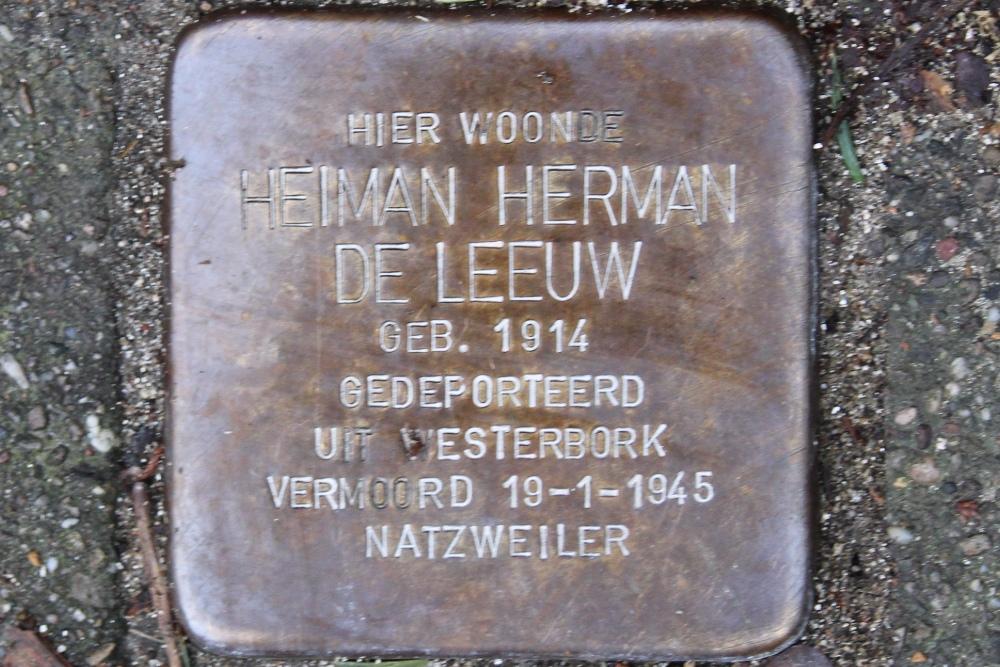 HIER WOONDE
HEIMAN HERMAN
DE LEEUW
GEB. 1914
GEDEPORTEERD
UIT WESTERBORK
VERMOORD 19-1-1945
NATZWEILER